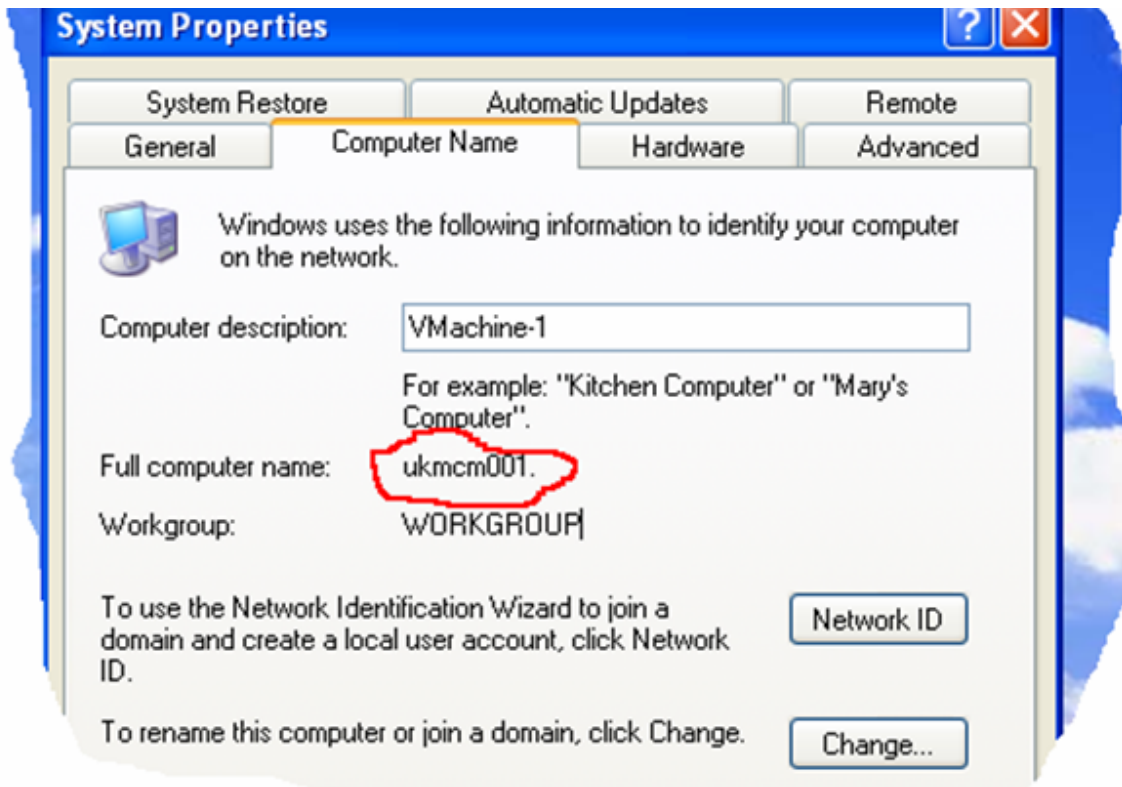 System Properties
System Restore Automatic Updates Remote
General Computer Name Hardware Advanced
Windows uses the following information to identify your computer
on the network.
Computer description: VMachine-1
For example: "Kitchen Computer" or "Mary's
Computer".
Full computer name: ukmcm001.
Workgroup: WORKGROUP
To use the Network Identification Wizard to join a
domain and create a local user account, click Network
ID.
Network ID
To rename this computer or join a domain, click Change.
Change...